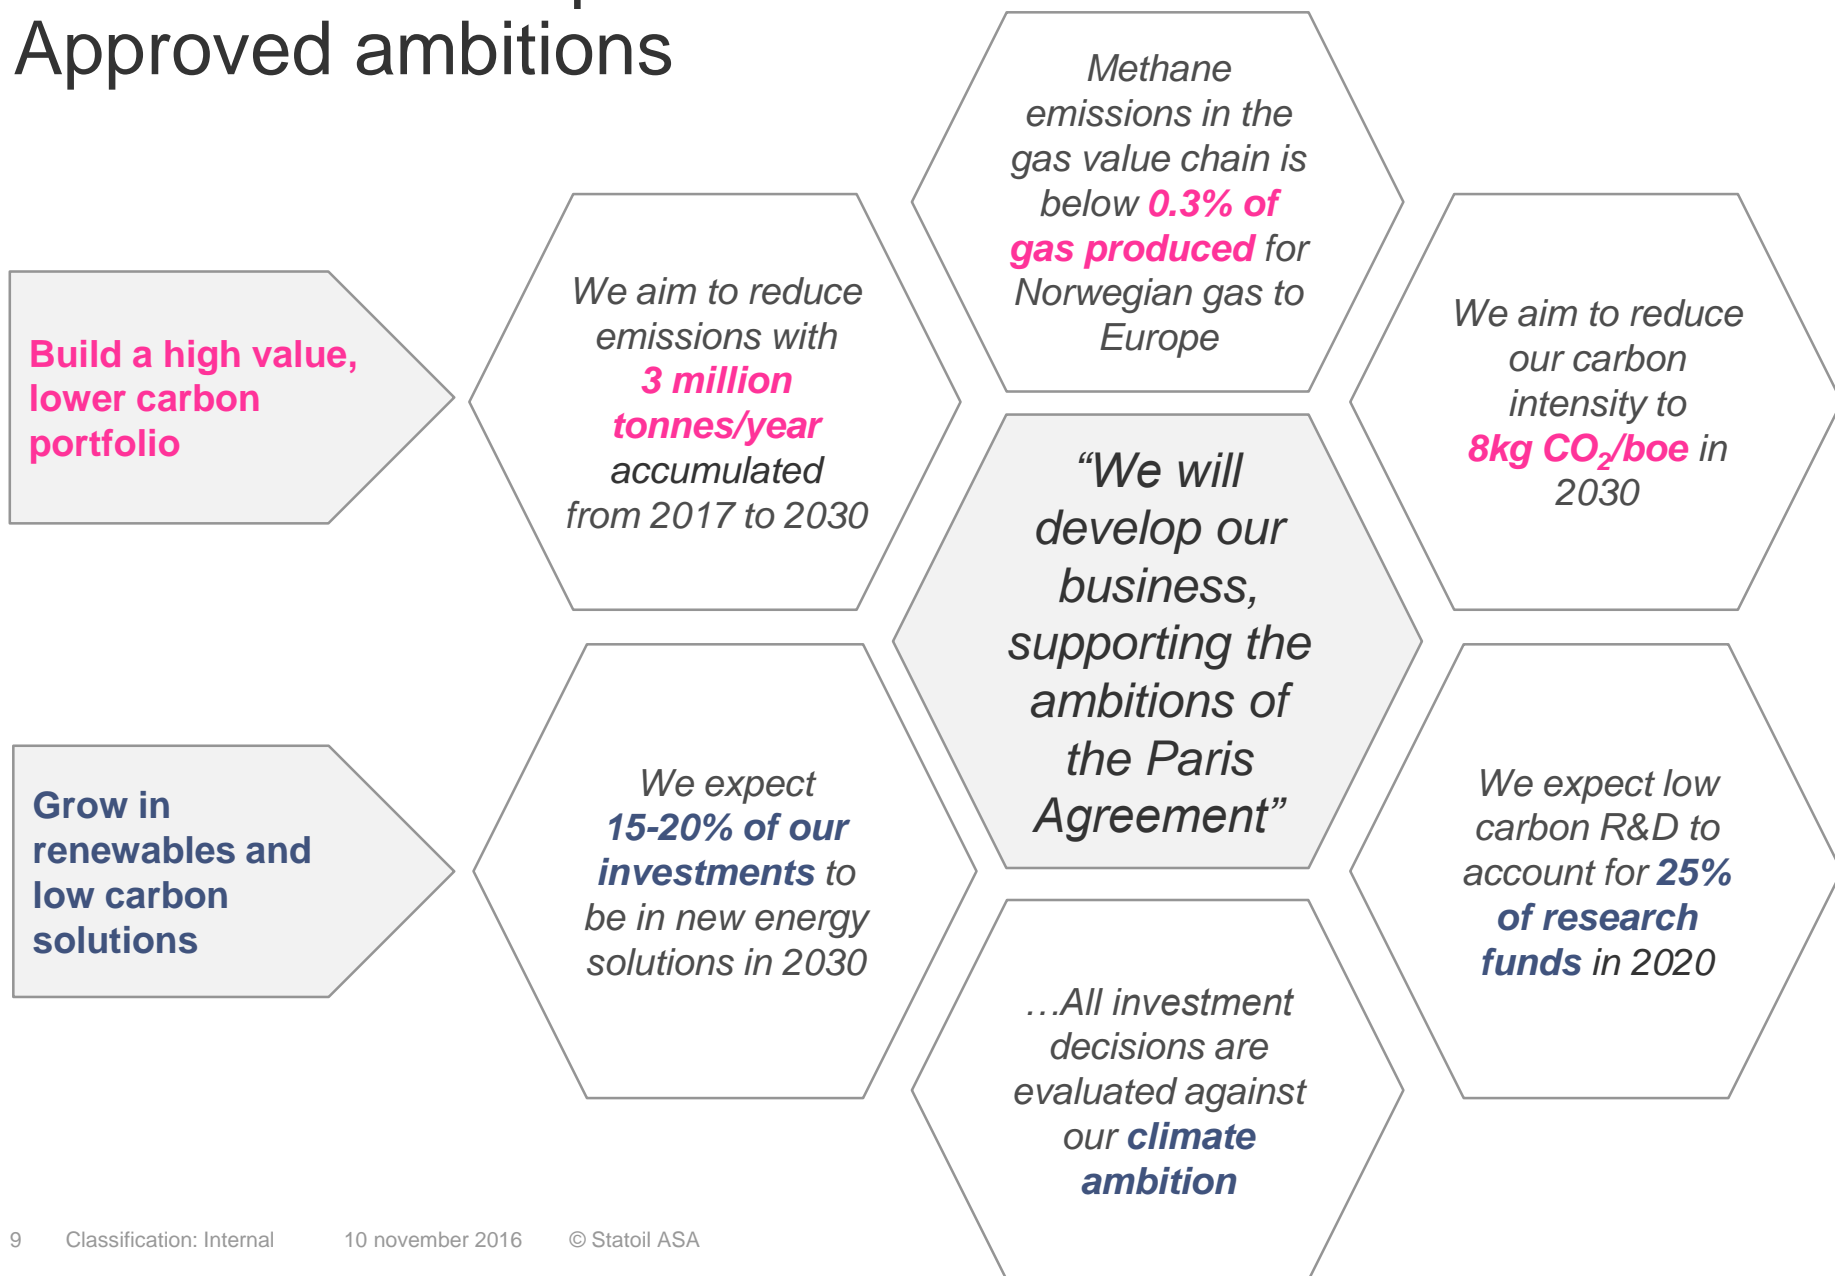 Approved ambitions
Methane
emissions in the
gas value chain is
below 0.3% of
gas produced for
Norwegian gas to
Europe
Build a high value,
lower carbon
portfolio
We aim to reduce
emissions with
3 million
tonnes/year
accumulated
from 2017 to 2030
We aim to reduce
our carbon
intensity to
8kg CO₂/boe in
2030
“We will
develop our
business,
supporting the
ambitions of
the Paris
Agreement”
Grow in
renewables and
low carbon
solutions
We expect
15-20% of our
investments to
be in new energy
solutions in 2030
We expect low
carbon R&D to
account for 25%
of research
funds in 2020
…All investment
decisions are
evaluated against
our climate
ambition
9 Classification: Internal 10 november 2016 © Statoil ASA